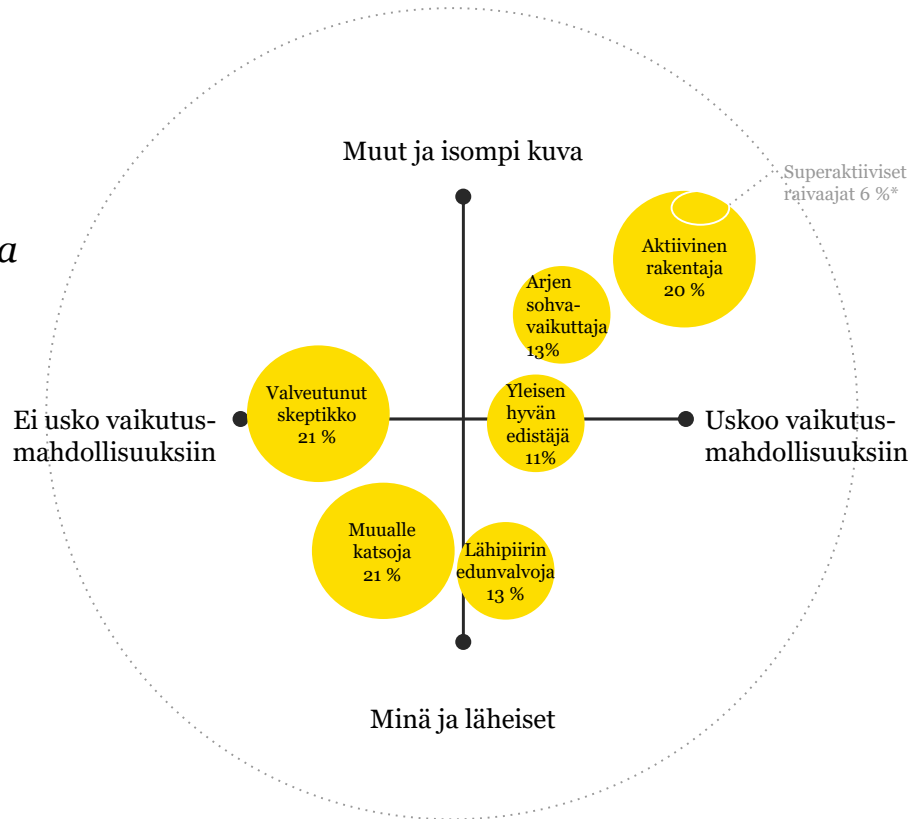 Muut ja isompi kuva
Superaktiiviset
raivaajat 6 %*
a
Aktiivinen
rakentaja
20 %
Arjen
sohva-
vaikuttaja
13%
Valveutunut
skeptikko
21 %
Yleisen
hyvän
edistäjä
11%
Ei usko vaikutus-
mahdollisuuksiin
Uskoo vaikutus-
mahdollisuuksiin
Muualle
katsoja
21 %
Lähipiirin
edunvalvoja
13 %
Minä ja läheiset